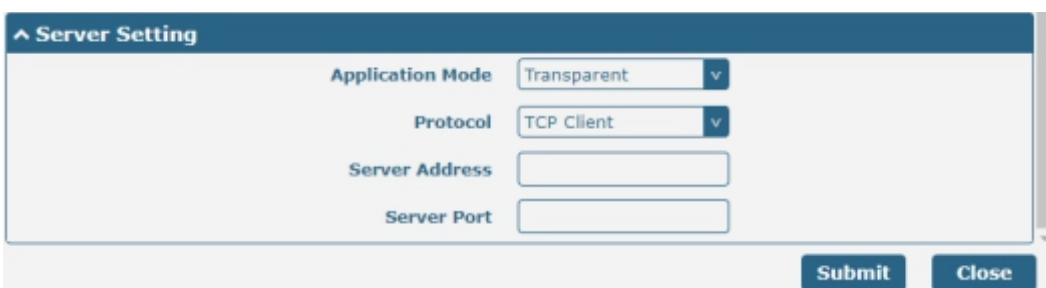 Server Setting
Application Mode Transparent
Protocol TCP Client
Server Address
Server Port
Submit Close